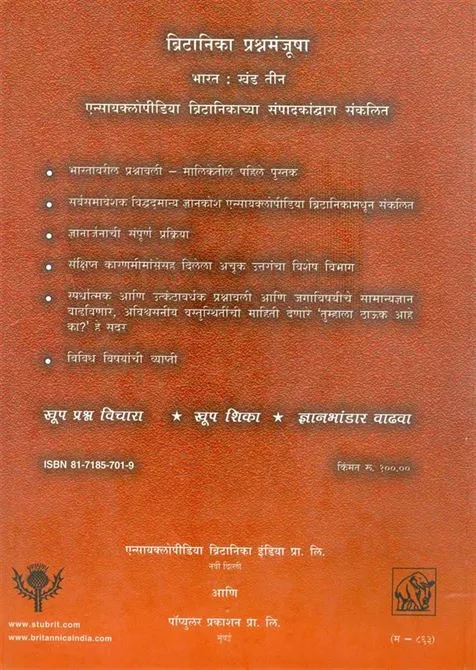 ब्रिटानिका प्रश्नमंजूषा
भारत : खंड तीन
एन्सायक्लोपीडिया ब्रिटानिकाच्या संपादकांद्वारा संकलित
• भारतावरील प्रश्नावली – मालिकेतील पहिले पुस्तक
• सर्वसमावेशक विद्वद्‌मान्य ज्ञानकोश एन्सायक्लोपीडिया ब्रिटानिकामधून संकलित
• ज्ञानार्जनाची संपुर्ण प्रक्रिया
• संक्षिप्त कारणमीमांसेसह दिलेला अचूक उत्तरांचा विशेष विभाग
• स्पर्धात्मक आणि उत्कंठावर्धक प्रश्नावली आणि जगाविषयीचे सामान्यज्ञान
वाढविणार, अविश्वसनीय वस्तुस्थितींची माहिती देणारे 'तुम्हाला ठाऊक आहे
का?' हे सदर
• विविध विषयांची व्याप्ती
खूप प्रश्न विचारा ★ खूप शिका ★ ज्ञानभांडार वाढवा
ISBN 81-7185-701-9 किंमत रु. १००.००
एन्सायक्लोपीडिया ब्रिटानिका इंडिया प्रा. लि.
नवी दिल्ली
आणि
पॉप्युलर प्रकाशन प्रा. लि.
मुंबई
www.stubrit.com
www.britannicaindia.com
(म – ८६३)